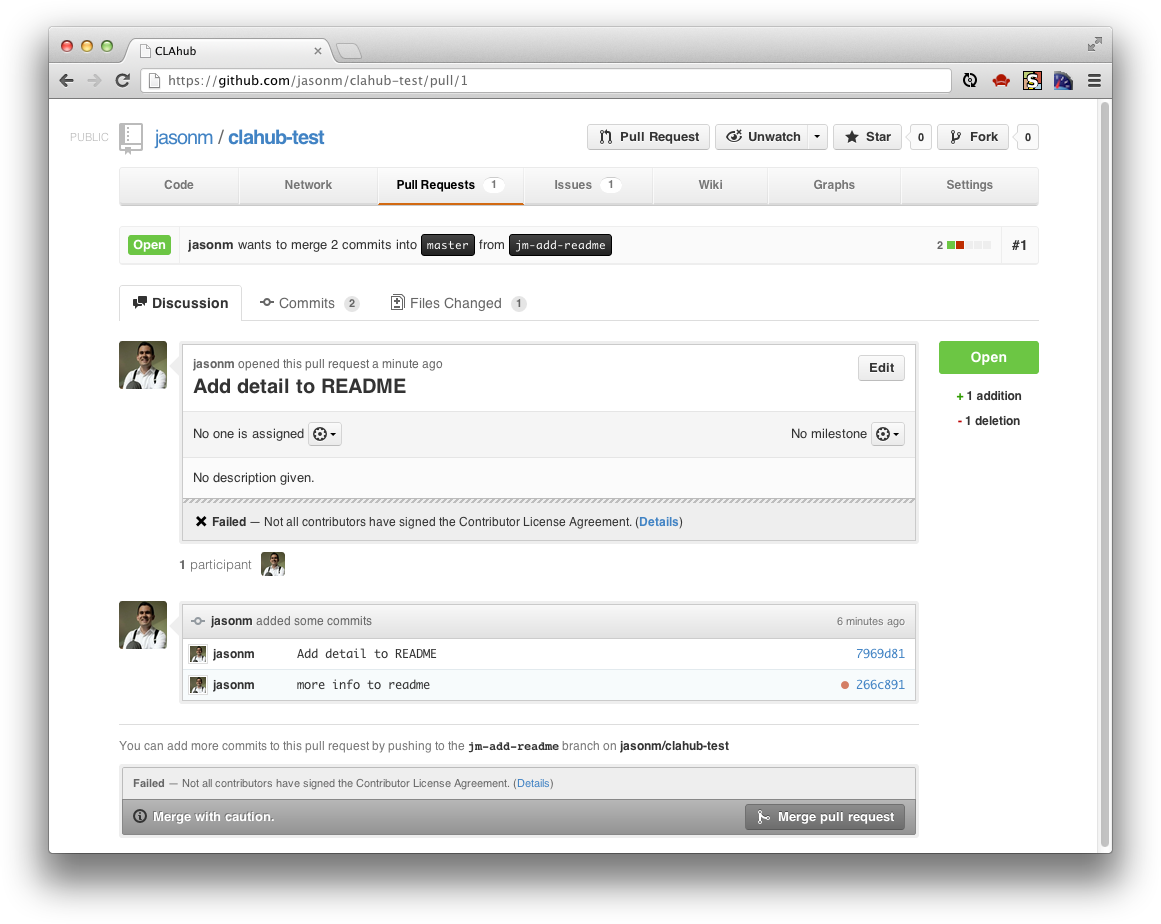 CLAhub
https://github.com/jasonm/clahub-test/pull/1
PUBLIC jasonm / clahub-test Pull Request Unwatch Star 0 Fork 0
Code Network Pull Requests 1 Issues 1 Wiki Graphs Settings
Open jasonm wants to merge 2 commits into master from jm-add-readme 2 #1
Discussion Commits 2 Files Changed 1
jasonm opened this pull request a minute ago Edit Open
Add detail to README
+ 1 addition
- 1 deletion
No one is assigned No milestone
No description given.
Failed — Not all contributors have signed the Contributor License Agreement. (Details)
1 participant
jasonm added some commits 6 minutes ago
jasonm Add detail to README 7969d81
jasonm more info to readme 266c891
You can add more commits to this pull request by pushing to the jm-add-readme branch on jasonm/clahub-test
Failed — Not all contributors have signed the Contributor License Agreement. (Details)
Merge with caution. Merge pull request